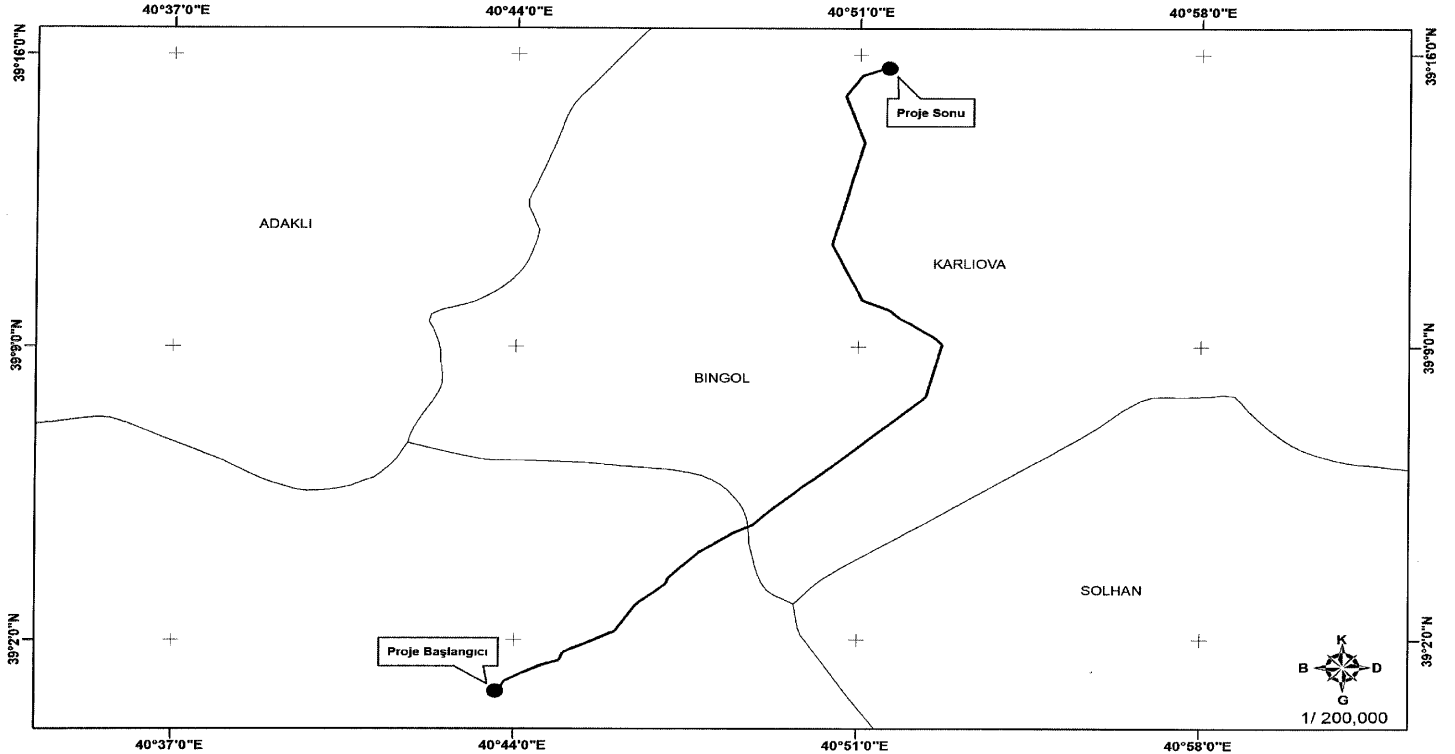 40°37'0"E
40°44'0"E
40°51'0"E
40°58'0"E
39°16'0"N
39°16'0"N
Proje Sonu
ADAKLI
KARLIOVA
39°9'0"N
39°9'0"N
BINGOL
SOLHAN
39°2'0"N
39°2'0"N
Proje Başlangıcı
K
B
D
G
1/ 200,000
40°37'0"E
40°44'0"E
40°51'0"E
40°58'0"E